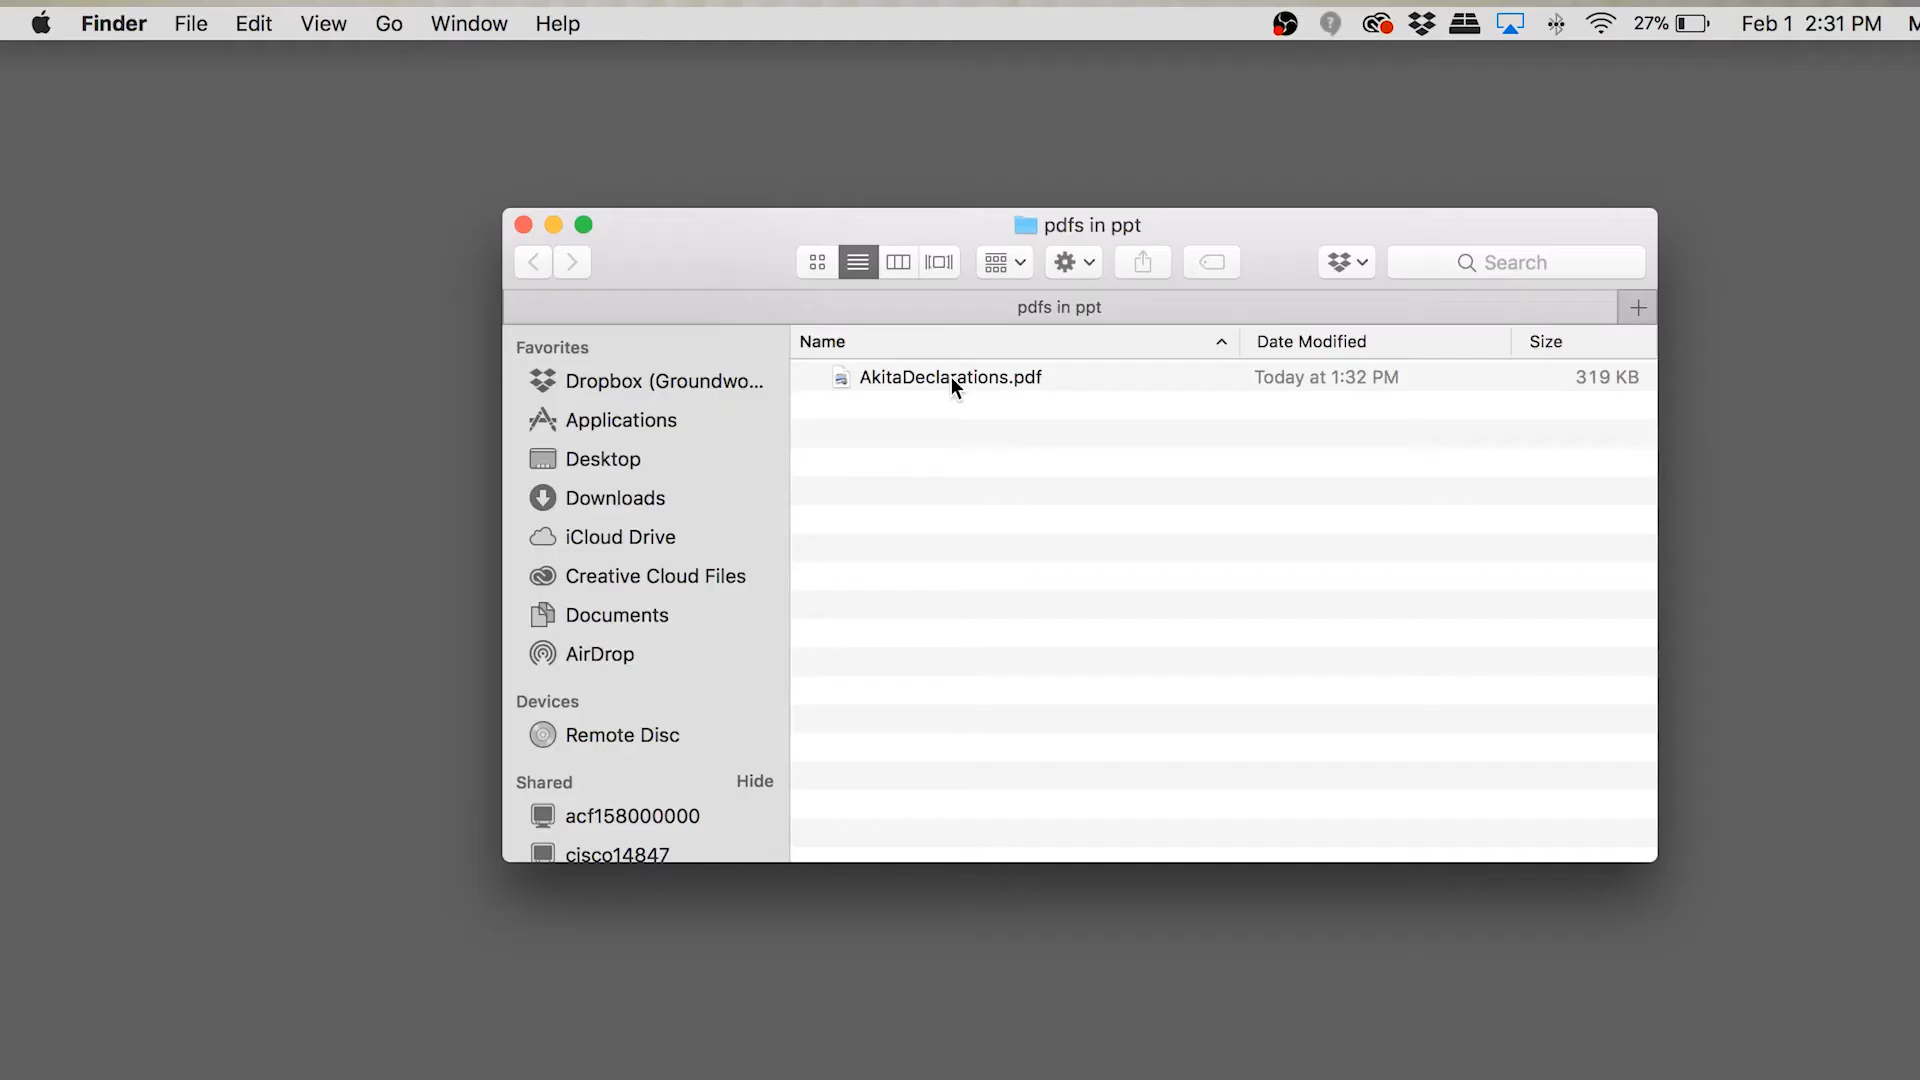 Finder File Edit View Go Window Help 27% Feb 1 2:31 PM
pdfs in ppt
Search
pdfs in ppt
Favorites
Dropbox (Groundwo...
Applications
Desktop
Downloads
iCloud Drive
Creative Cloud Files
Documents
AirDrop
Devices
Remote Disc
Shared Hide
acf158000000
cisco14847
Name Date Modified Size
AkitaDeclarations.pdf Today at 1:32 PM 319 KB